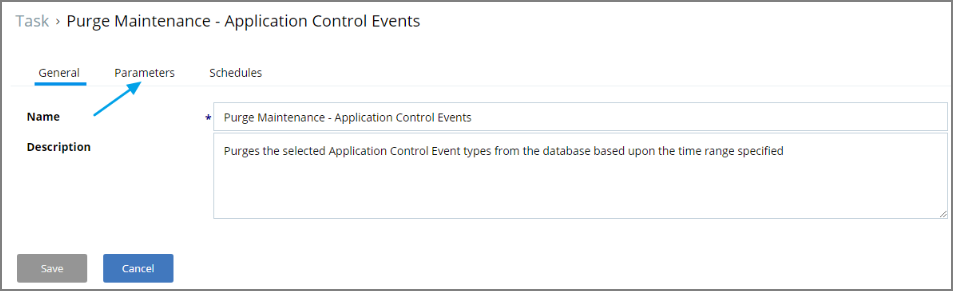 Task › Purge Maintenance - Application Control Events
General Parameters Schedules
Name * Purge Maintenance - Application Control Events
Description Purges the selected Application Control Event types from the database based upon the time range specified
Save Cancel